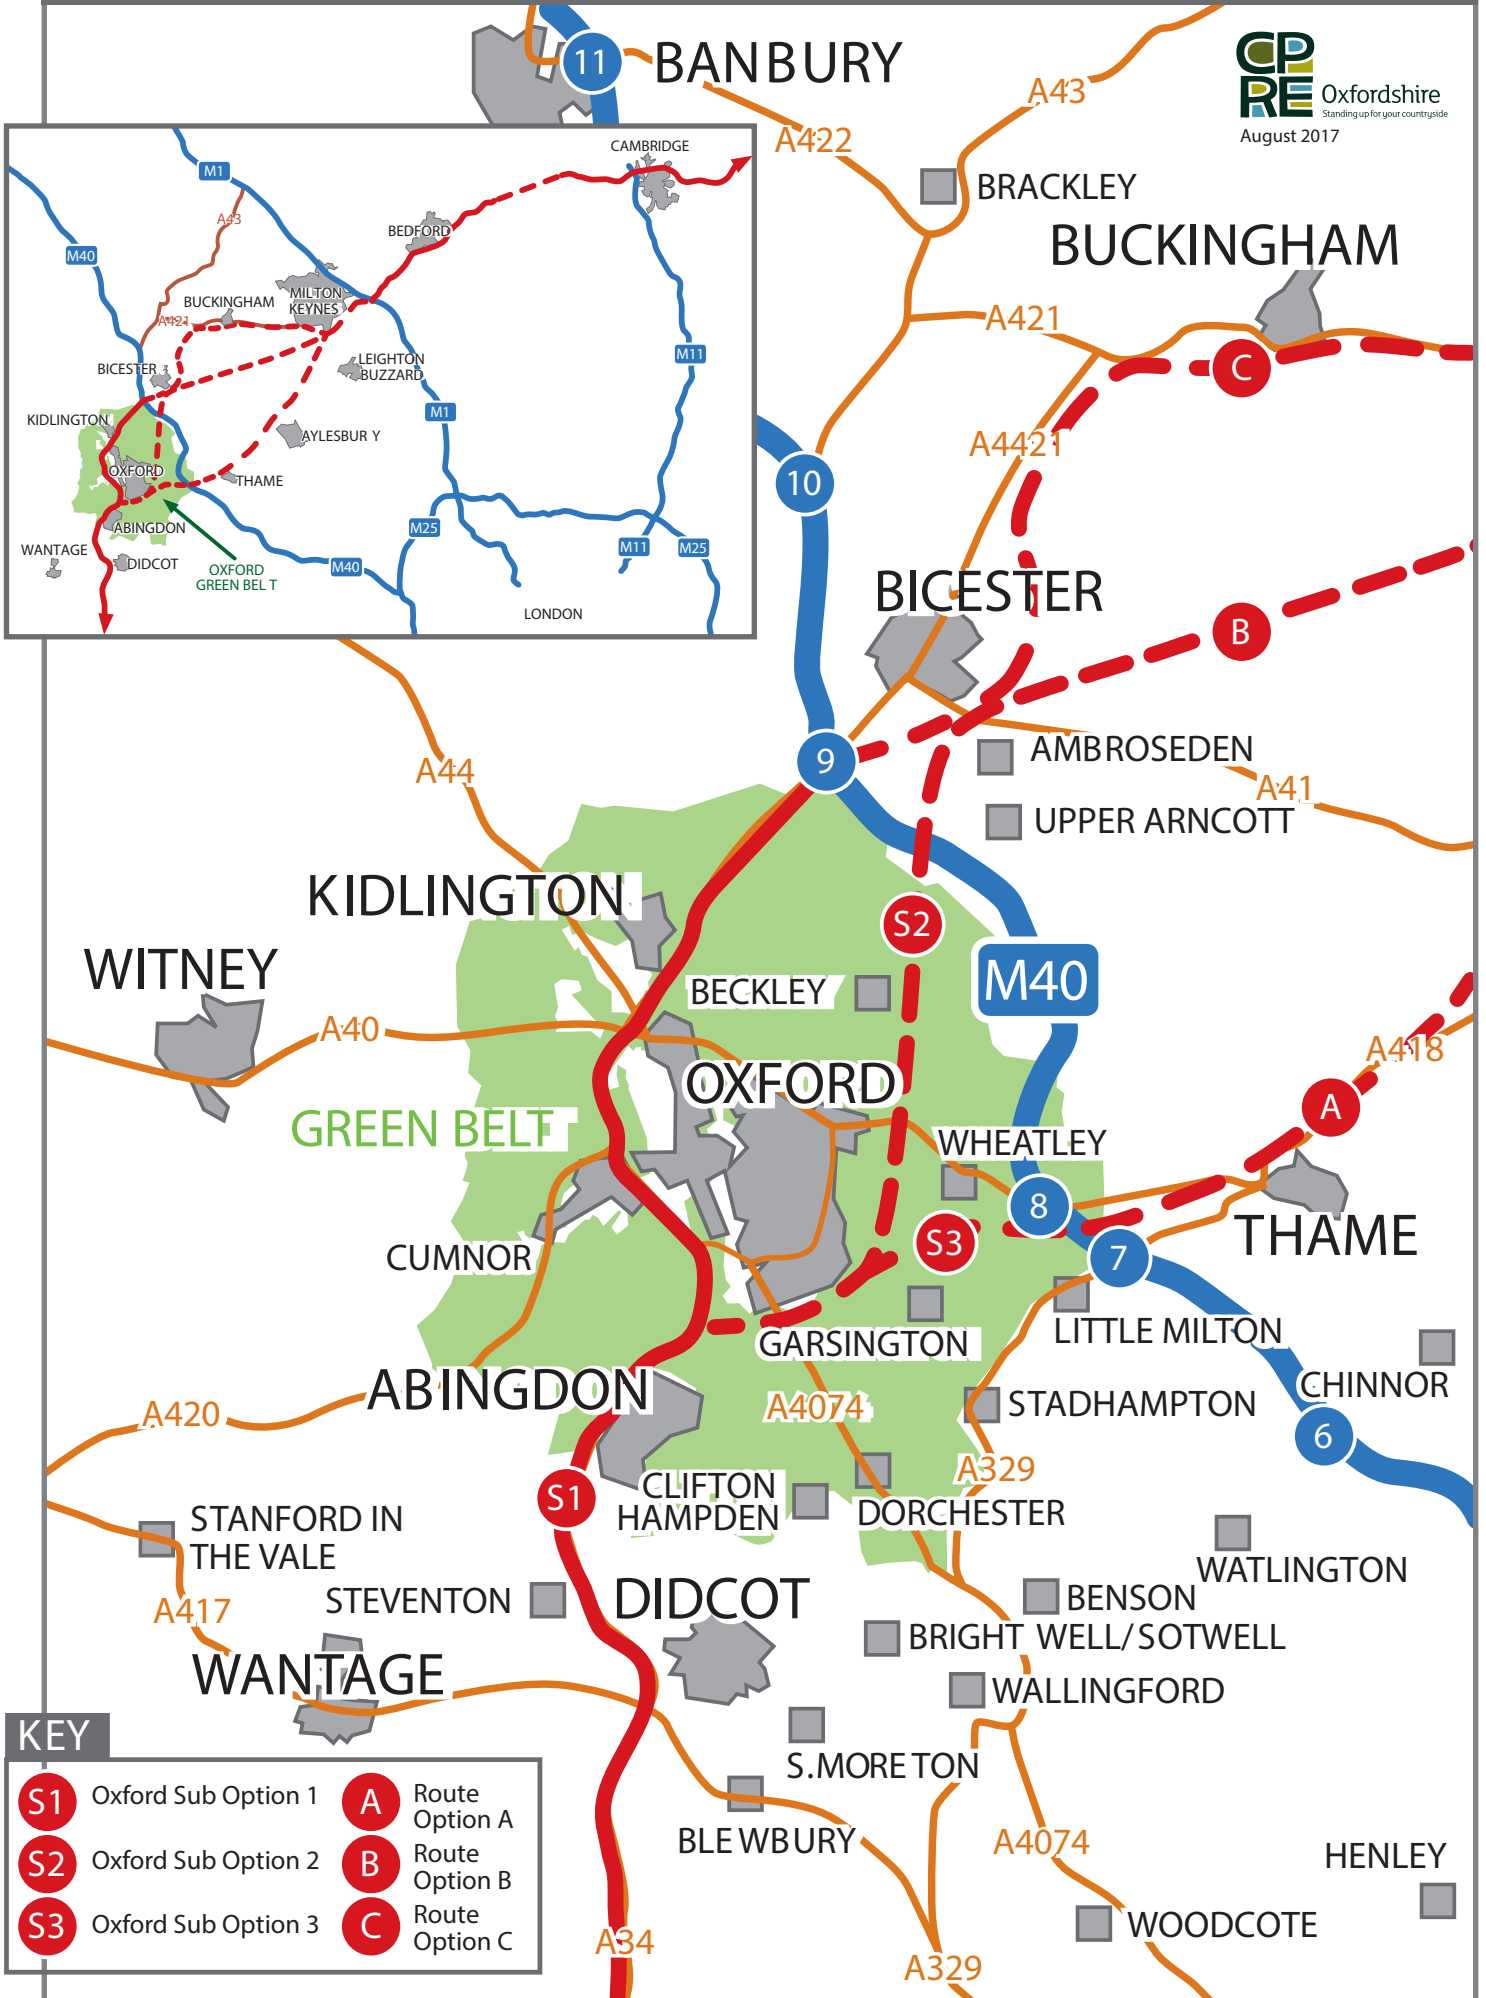 11
BANBURY
A43
A422
CPRE
Oxfordshire
Standing up for your countryside
August 2017
BRACKLEY
BUCKINGHAM
A421
C
A4421
10
BICESTER
B
9
AMBROSEDEN
A41
UPPER ARNCOTT
CAMBRIDGE
M1
A43
BEDFORD
M40
MILTON
KEYNES
BUCKINGHAM
A421
M11
LEIGHTON
BUZZARD
BICESTER
M1
KIDLINGTON
AYLESBUR Y
OXFORD
THAME
ABINGDON
M25
M11
M25
WANTAGE
DIDCOT
OXFORD
GREEN BEL T
M40
LONDON
A44
KIDLINGTON
S2
WITNEY
BECKLEY
M40
A40
A418
OXFORD
A
GREEN BELT
WHEATLEY
8
S3
THAME
CUMNOR
7
GARSINGTON
LITTLE MILTON
CHINNOR
ABINGDON
A420
A4074
STADHAMPTON
6
A329
S1
CLIFTON
HAMPDEN
DORCHESTER
STANFORD IN
THE VALE
WATLINGTON
A417
STEVENTON
DIDCOT
BENSON
BRIGHT WELL/SOTWELL
WANTAGE
WALLINGFORD
S.MORE TON
BLE WBURY
A4074
HENLEY
WOODCOTE
A34
A329
KEY
S1 Oxford Sub Option 1
A Route
Option A
S2 Oxford Sub Option 2
B Route
Option B
S3 Oxford Sub Option 3
C Route
Option C